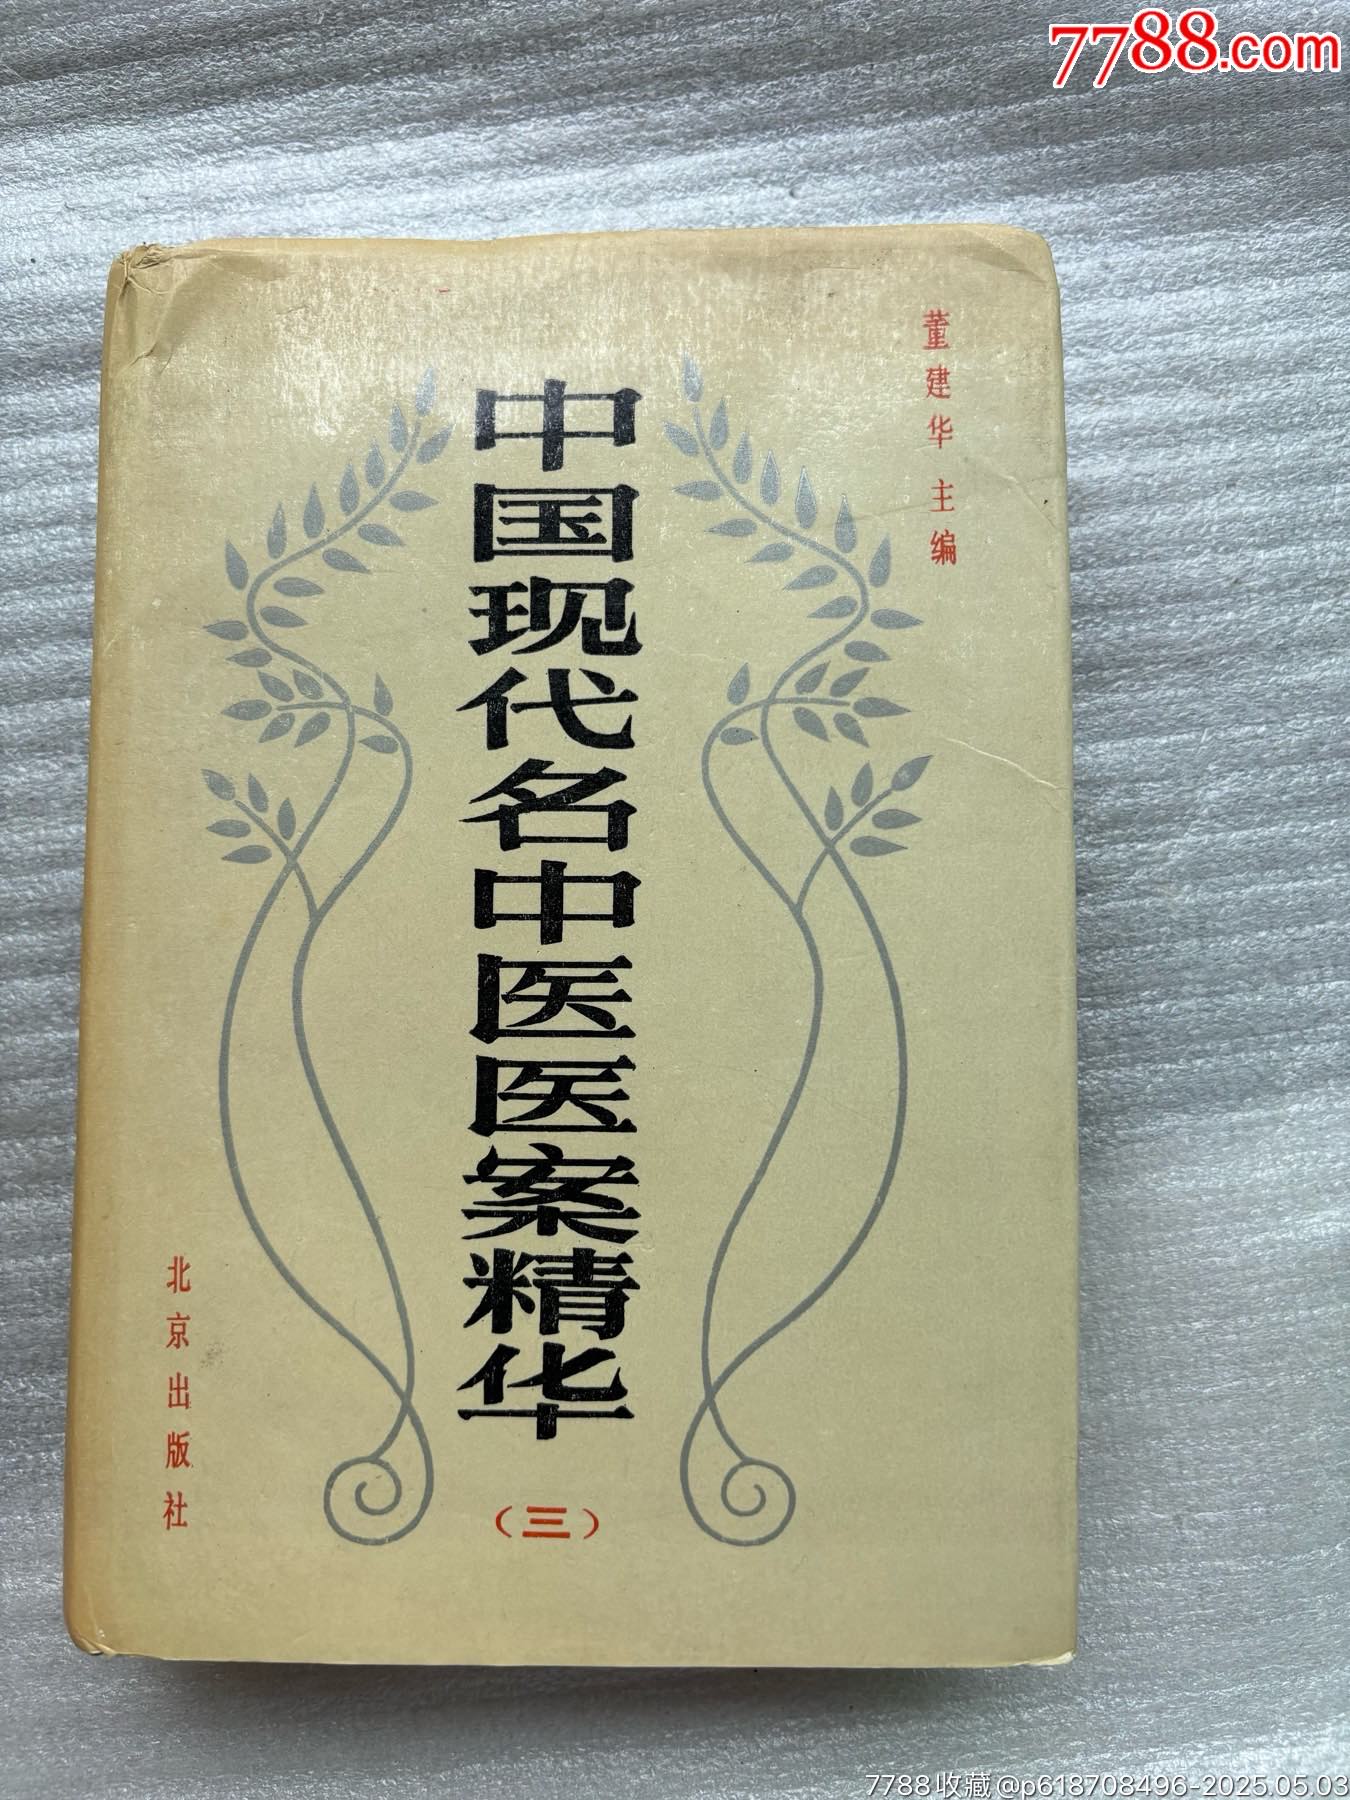 7788.com
董建华主编
中国现代名中医医案精华
（三）
北京出版社
7788收藏@p618708496-2025.05.03